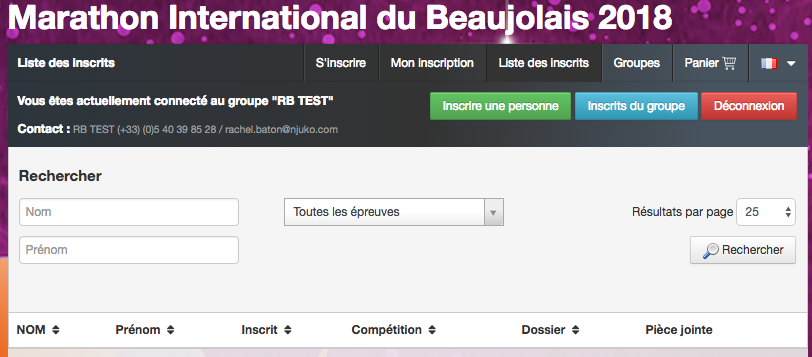 Marathon International du Beaujolais 2018
Liste des inscrits S'inscrire Mon inscription Liste des inscrits Groupes Panier
Vous êtes actuellement connecté au groupe "RB TEST" Inscrire une personne Inscrits du groupe Déconnexion
Contact : RB TEST (+33) (0)5 40 39 85 28 / rachel.baton@njuko.com
Rechercher
Nom Toutes les épreuves Résultats par page 25
Prénom Rechercher
NOM Prénom Inscrit Compétition Dossier Pièce jointe